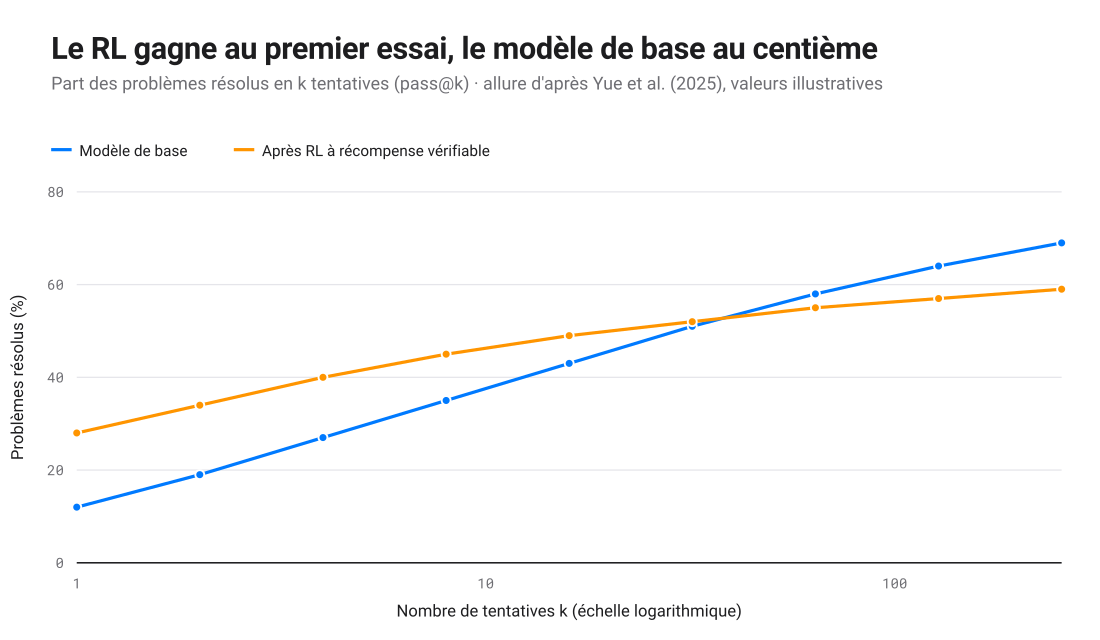 Le RL gagne au premier essai, le modèle de base au centième
Part des problèmes résolus en k tentatives (pass@k) · allure d'après Yue et al. (2025), valeurs illustratives
Modèle de base
Après RL à récompense vérifiable
80
60
40
20
0
Problèmes résolus (%)
1
10
100
Nombre de tentatives k (échelle logarithmique)